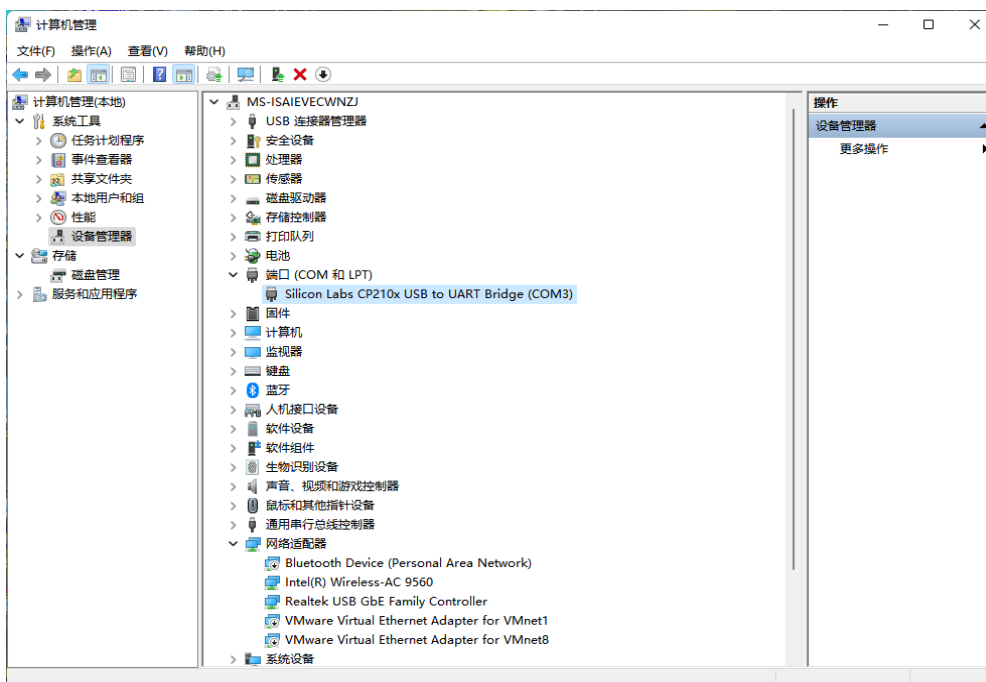 计算机管理
文件(F) 操作(A) 查看(V) 帮助(H)
计算机管理(本地)
系统工具
任务计划程序
事件查看器
共享文件夹
本地用户和组
性能
设备管理器
存储
磁盘管理
服务和应用程序
MS-ISAIEVECWNZJ
USB 连接器管理器
安全设备
处理器
传感器
磁盘驱动器
存储控制器
打印队列
电池
端口 (COM 和 LPT)
Silicon Labs CP210x USB to UART Bridge (COM3)
固件
计算机
监视器
键盘
蓝牙
人机接口设备
软件设备
软件组件
生物识别设备
声音、视频和游戏控制器
鼠标和其他指针设备
通用串行总线控制器
网络适配器
Bluetooth Device (Personal Area Network)
Intel(R) Wireless-AC 9560
Realtek USB GbE Family Controller
VMware Virtual Ethernet Adapter for VMnet1
VMware Virtual Ethernet Adapter for VMnet8
系统设备
操作
设备管理器
更多操作